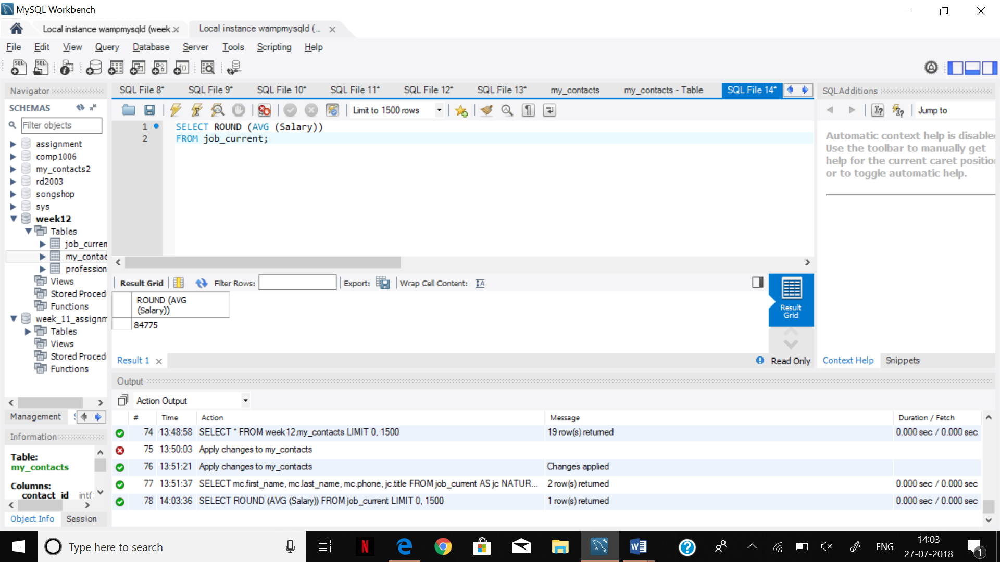 MySQL Workbench
Local instance wampmysqld (week.
Local instance wampmysqld (...
File Edit View Query Database Server Tools Scripting Help
Navigator
SQL File 8* SQL File 9* SQL File 10* SQL File 11* SQL File 12* SQL File 13* my_contacts my_contacts - Table SQL File 14*
SQLAdditions
SCHEMAS
Limit to 1500 rows
Jump to
Filter objects
1 SELECT ROUND (AVG (Salary))
2 FROM job_current;
assignment
comp1006
my_contacts2
rd2003
songshop
sys
week12
Tables
job_curren
my_contac
profession
Views
Stored Proced
Functions
week_11_assignm
Tables
Views
Stored Proced
Functions
Automatic context help is disable
Use the toolbar to manually get
help for the current caret positio
or to toggle automatic help.
Result Grid Filter Rows: Export: Wrap Cell Content:
ROUND (AVG
(Salary))
84775
Result
Grid
Result 1
Read Only
Context Help Snippets
Output
Action Output
Management
# Time Action Message Duration / Fetch
74 13:48:58 SELECT * FROM week12.my_contacts LIMIT 0, 1500 19 row(s) returned 0.000 sec / 0.000 sec
75 13:50:03 Apply changes to my_contacts
76 13:51:21 Apply changes to my_contacts Changes applied
77 13:51:37 SELECT mc.first_name, mc.last_name, mc.phone, jc.title FROM job_current AS jc NATUR... 2 row(s) returned 0.000 sec / 0.000 sec
78 14:03:36 SELECT ROUND (AVG (Salary)) FROM job_current LIMIT 0, 1500 1 row(s) returned 0.000 sec / 0.000 sec
Information
Table:
my_contacts
Columns:
contact_id int(
Object Info Session
Type here to search
ENG
14:03
27-07-2018
1